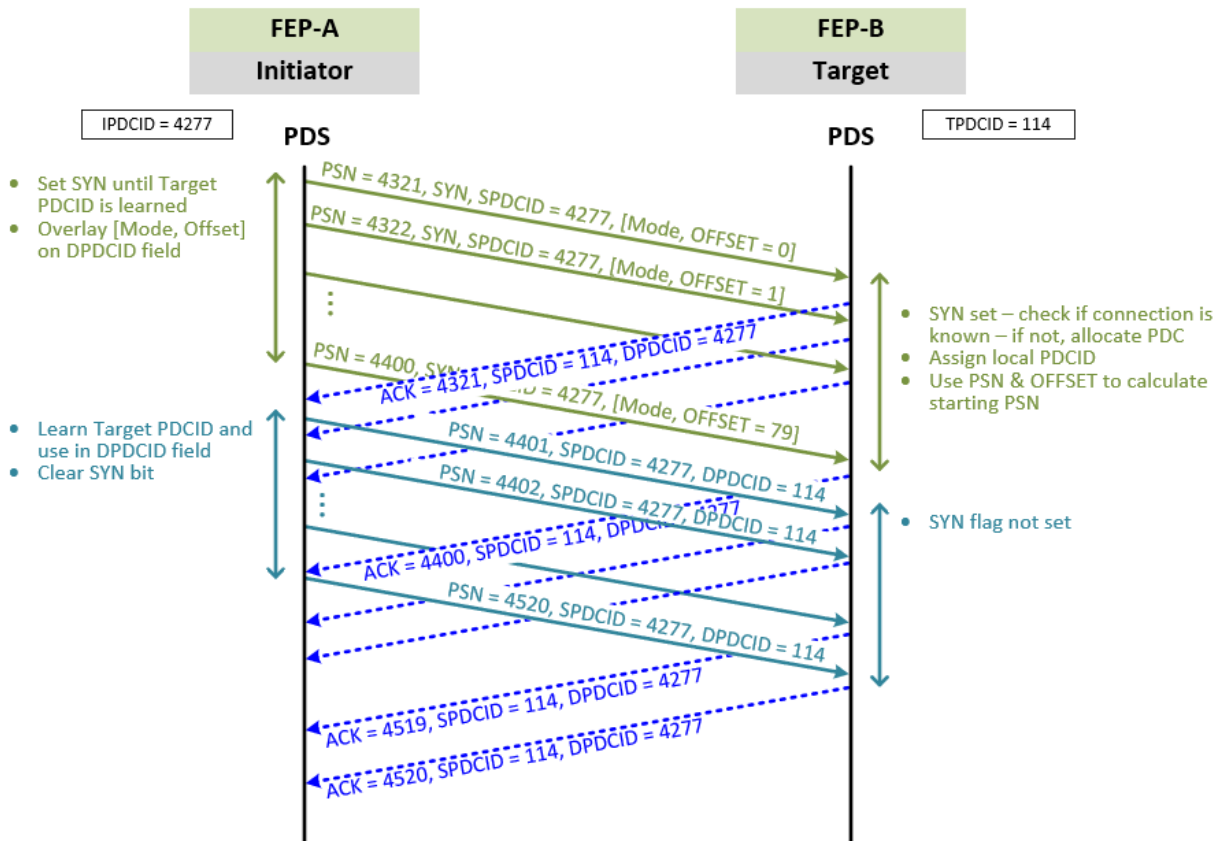 FEP-A
Initiator
FEP-B
Target
IPDCID = 4277
TPDCID = 114
PDS
PDS
• Set SYN until Target
PDCID is learned
• Overlay [Mode, Offset]
on DPDCID field
PSN = 4321, SYN, SPDCID = 4277, [Mode, OFFSET = 0]
PSN = 4322, SYN, SPDCID = 4277, [Mode, OFFSET = 1]
⋮
• SYN set – check if connection is
known – if not, allocate PDC
• Assign local PDCID
• Use PSN & OFFSET to calculate
starting PSN
ACK = 4321, SPDCID = 114, DPDCID = 4277
PSN = 4400, SYN, = 4277, [Mode, OFFSET = 79]
• Learn Target PDCID and
use in DPDCID field
• Clear SYN bit
PSN = 4401, SPDCID = 4277, DPDCID = 114
PSN = 4402, SPDCID = 4277, DPDCID = 114
⋮
• SYN flag not set
ACK = 4400, SPDCID = 114, DPDCID = 4277
PSN = 4520, SPDCID = 4277, DPDCID = 114
ACK = 4519, SPDCID = 114, DPDCID = 4277
ACK = 4520, SPDCID = 114, DPDCID = 4277